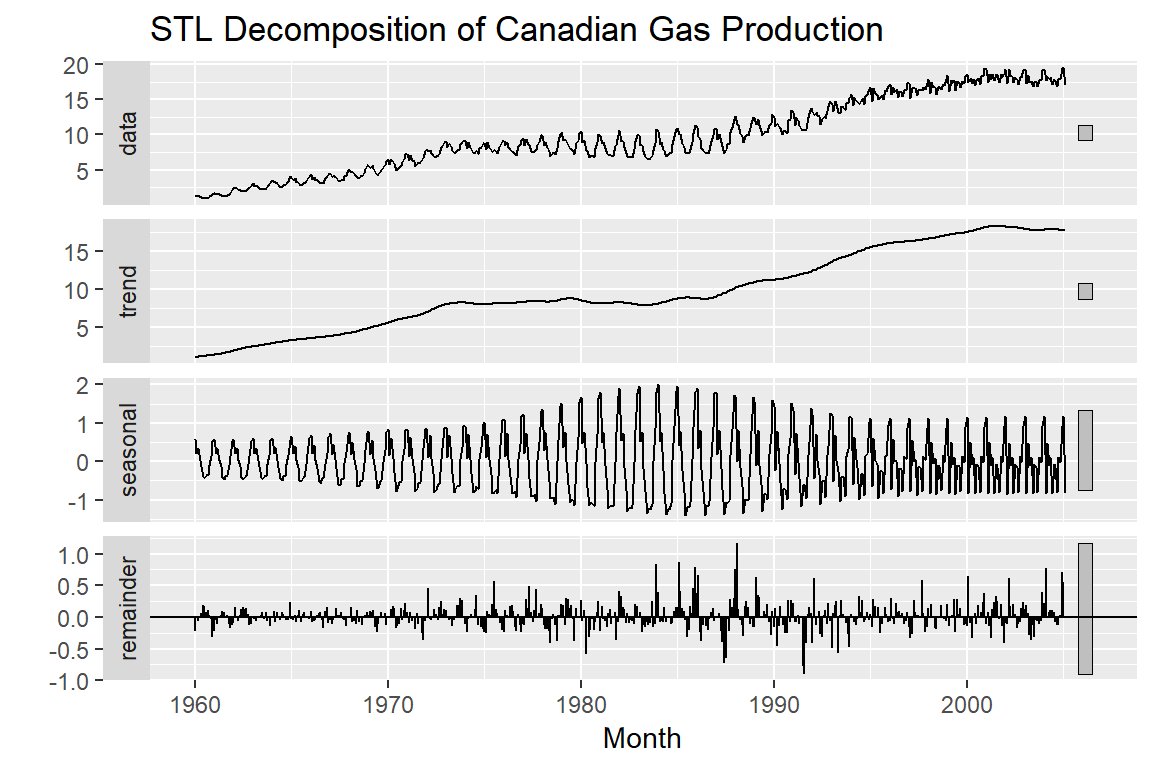 STL Decomposition of Canadian Gas Production
20
15
10
5
data
15
10
5
trend
2
1
0
-1
seasonal
1.0
0.5
0.0
-0.5
-1.0
remainder
1960 1970 1980 1990 2000
Month